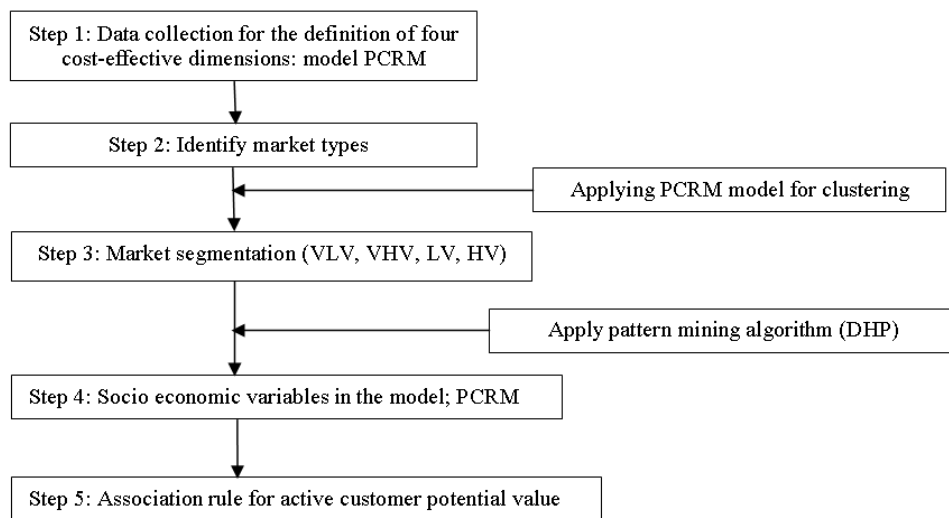 Step 1: Data collection for the definition of four
cost-effective dimensions: model PCRM
Step 2: Identify market types
Applying PCRM model for clustering
Step 3: Market segmentation (VLV, VHV, LV, HV)
Apply pattern mining algorithm (DHP)
Step 4: Socio economic variables in the model; PCRM
Step 5: Association rule for active customer potential value